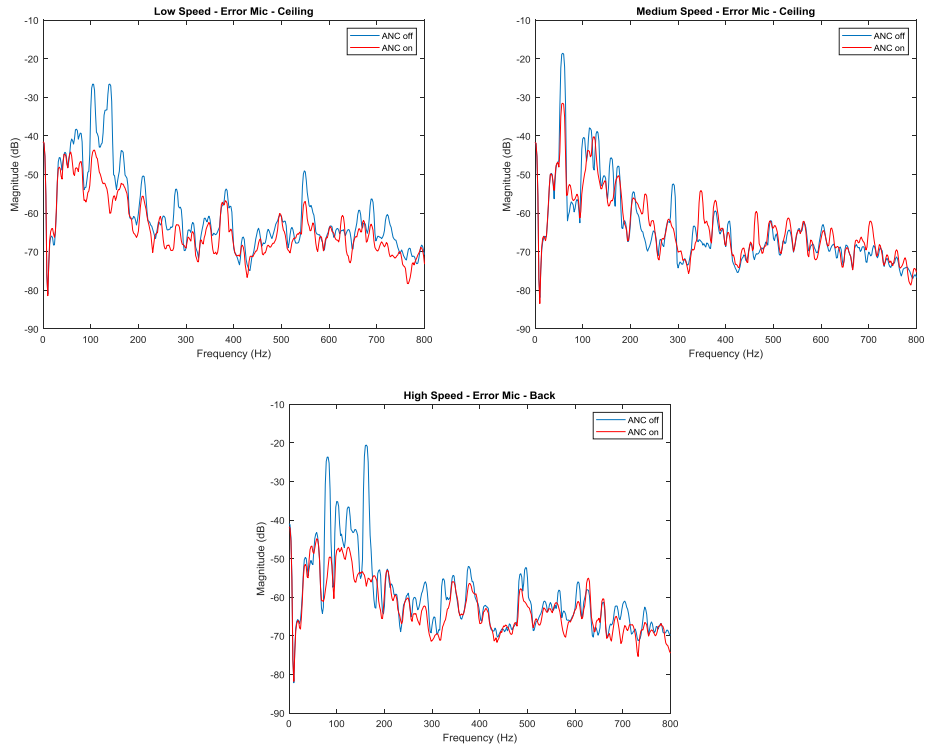 Low Speed - Error Mic - Ceiling
-10
-20
-30
-40
-50
-60
-70
-80
-90
Magnitude (dB)
ANC off
ANC on
0 100 200 300 400 500 600 700 800
Frequency (Hz)
Medium Speed - Error Mic - Ceiling
-10
-20
-30
-40
-50
-60
-70
-80
-90
Magnitude (dB)
ANC off
ANC on
0 100 200 300 400 500 600 700 800
Frequency (Hz)
High Speed - Error Mic - Back
-10
-20
-30
-40
-50
-60
-70
-80
-90
Magnitude (dB)
ANC off
ANC on
0 100 200 300 400 500 600 700 800
Frequency (Hz)